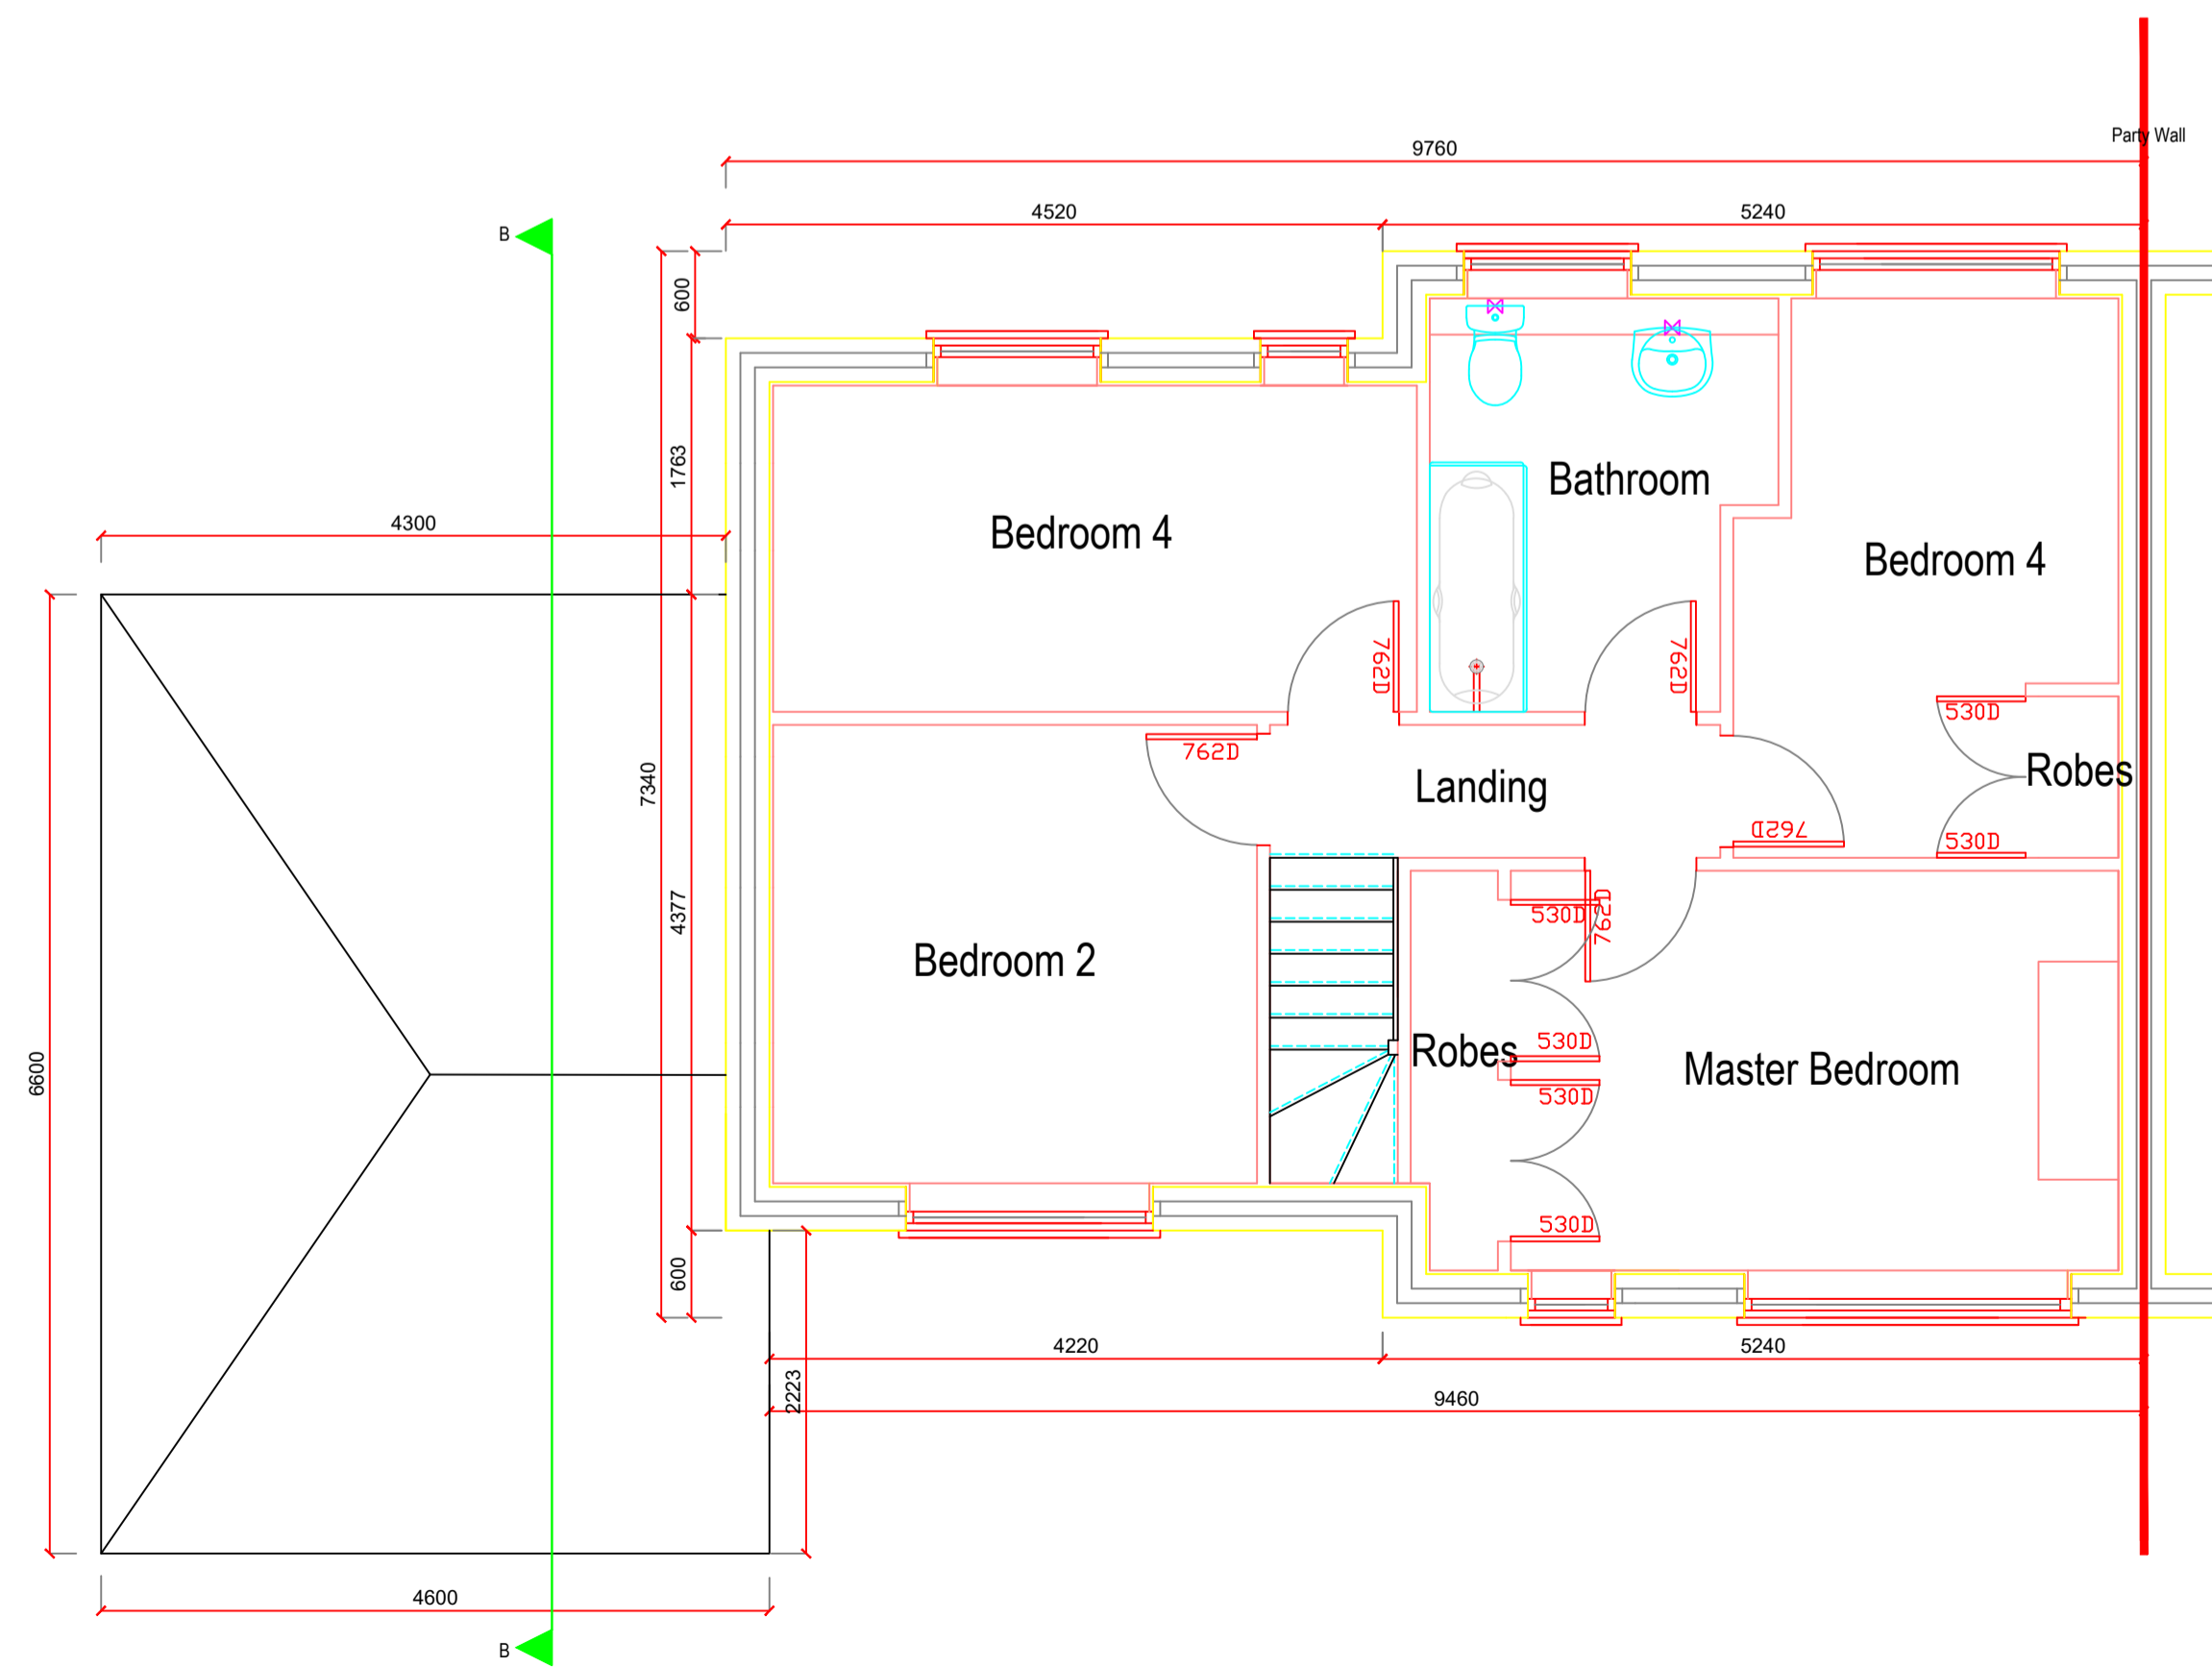 Party Wall
9760
4520
5240
B
600
1763
4300
Bathroom
Bedroom 4
Bedroom 4
762D
762D
530D
762D
Landing
Robes
7340
762D
530D
4377
530D
762D
Bedroom 2
6600
Robes
530D
Master Bedroom
530D
530D
600
4220
5240
2223
9460
4600
B